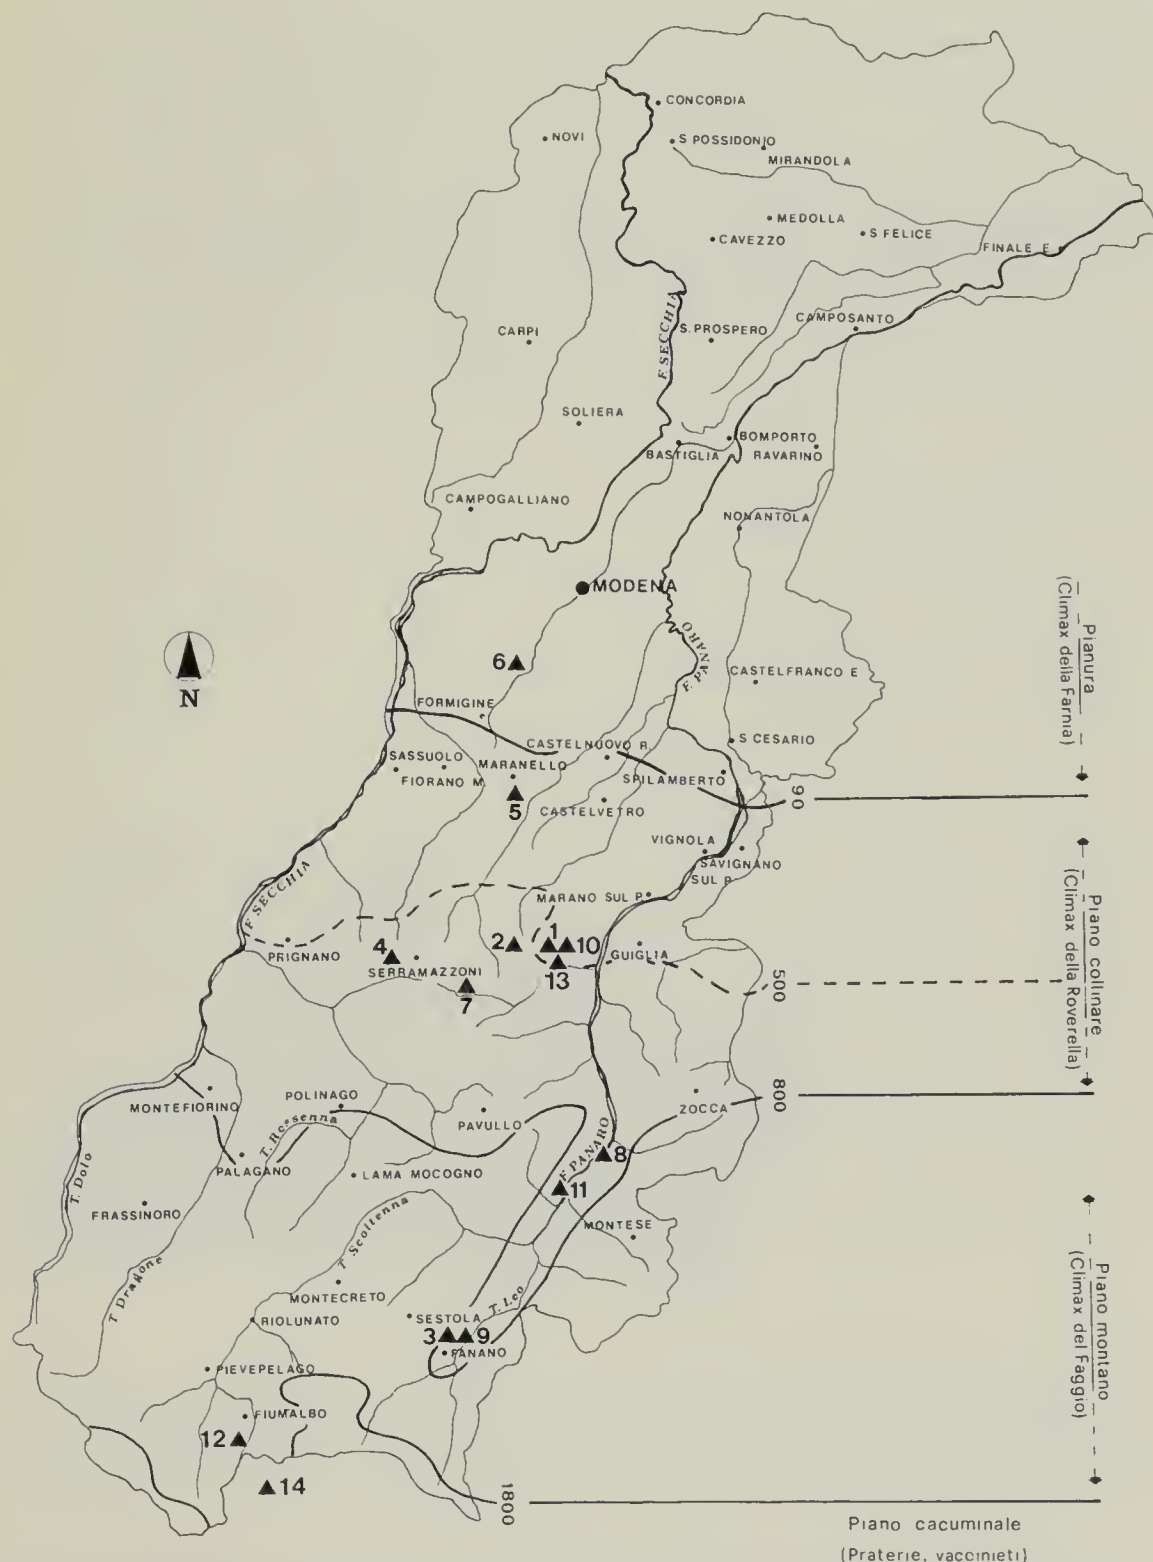 CONCORDIA
NOVI
S POSSIDONIO
MIRANDOLA
MEDOLLA
CAVEZZO
S FELICE
FINALE E
CARPI
F. SECCHIA
S. PROSPERO
CAMPOSANTO
SOLIERA
BOMPORTO
BASTIGLIA
RAVARINO
CAMPOGALLIANO
NONANTOLA
MODENA
F. PANARO
6
N
CASTELFRANCO E
FORMIGINE
CASTELNUOVO R.
S CESARIO
SASSUOLO
MARANELLO
FIORANO M.
SPILAMBERTO
5
CASTELVETRO
90
Pianura
(Climax della Farnia)
VIGNOLA
SAVIGNANO
SUL P.
F. SECCHIA
MARANO SUL P.
PRIGNANO
4
SERRAMAZZONI
2
1
10
13
GUIGLIA
7
500
Piano collinare
(Climax della Roverella)
MONTEFIORINO
POLINAGO
PAVULLO
ZOCCA
800
T. Rossenna
F. PANARO
8
PALAGANO
LAMA MOCOGNO
11
T. Dolo
FRASSINORO
MONTESE
T. Scoltenna
T. Dragone
MONTECRETO
T. Leo
RIOLUNATO
SESTOLA
3
9
FANANO
Piano montano
(Climax del Faggio)
PIEVEPELAGO
FIUMALBO
12
14
1800
Piano cacuminale
(Praterie, vaccinieti)